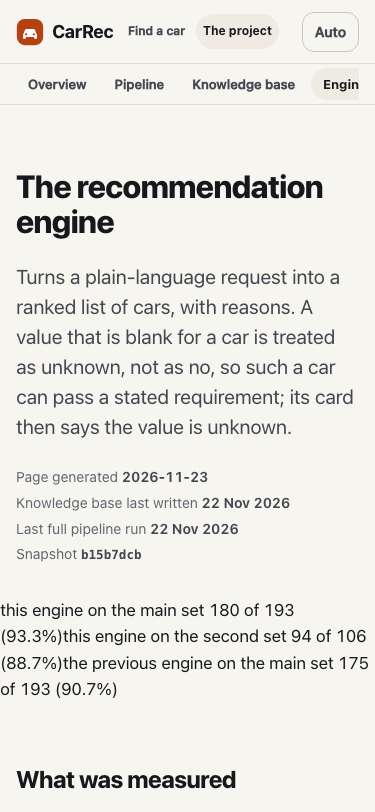 CarRec Find a car The project Auto
Overview Pipeline Knowledge base Engin
The recommendation
engine
Turns a plain-language request into a
ranked list of cars, with reasons. A
value that is blank for a car is treated
as unknown, not as no, so such a car
can pass a stated requirement; its card
then says the value is unknown.
Page generated 2026-11-23
Knowledge base last written 22 Nov 2026
Last full pipeline run 22 Nov 2026
Snapshot b15b7dcb
this engine on the main set 180 of 193
(93.3%)this engine on the second set 94 of 106
(88.7%)the previous engine on the main set 175
of 193 (90.7%)
What was measured